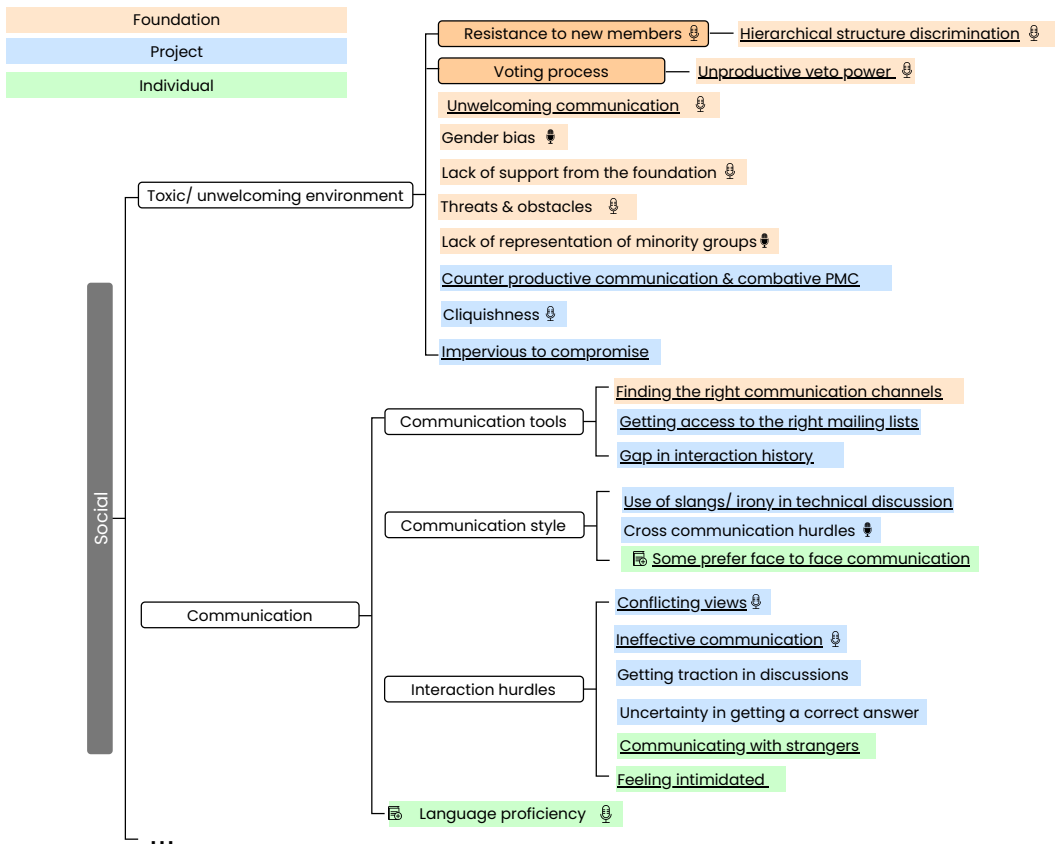 Foundation
Project
Individual
Social
Toxic/ unwelcoming environment
Resistance to new members
Hierarchical structure discrimination
Voting process
Unproductive veto power
Unwelcoming communication
Gender bias
Lack of support from the foundation
Threats & obstacles
Lack of representation of minority groups
Counter productive communication & combative PMC
Cliquishness
Impervious to compromise
Communication
Communication tools
Finding the right communication channels
Getting access to the right mailing lists
Gap in interaction history
Communication style
Use of slangs/ irony in technical discussion
Cross communication hurdles
Some prefer face to face communication
Interaction hurdles
Conflicting views
Ineffective communication
Getting traction in discussions
Uncertainty in getting a correct answer
Communicating with strangers
Feeling intimidated
Language proficiency
...